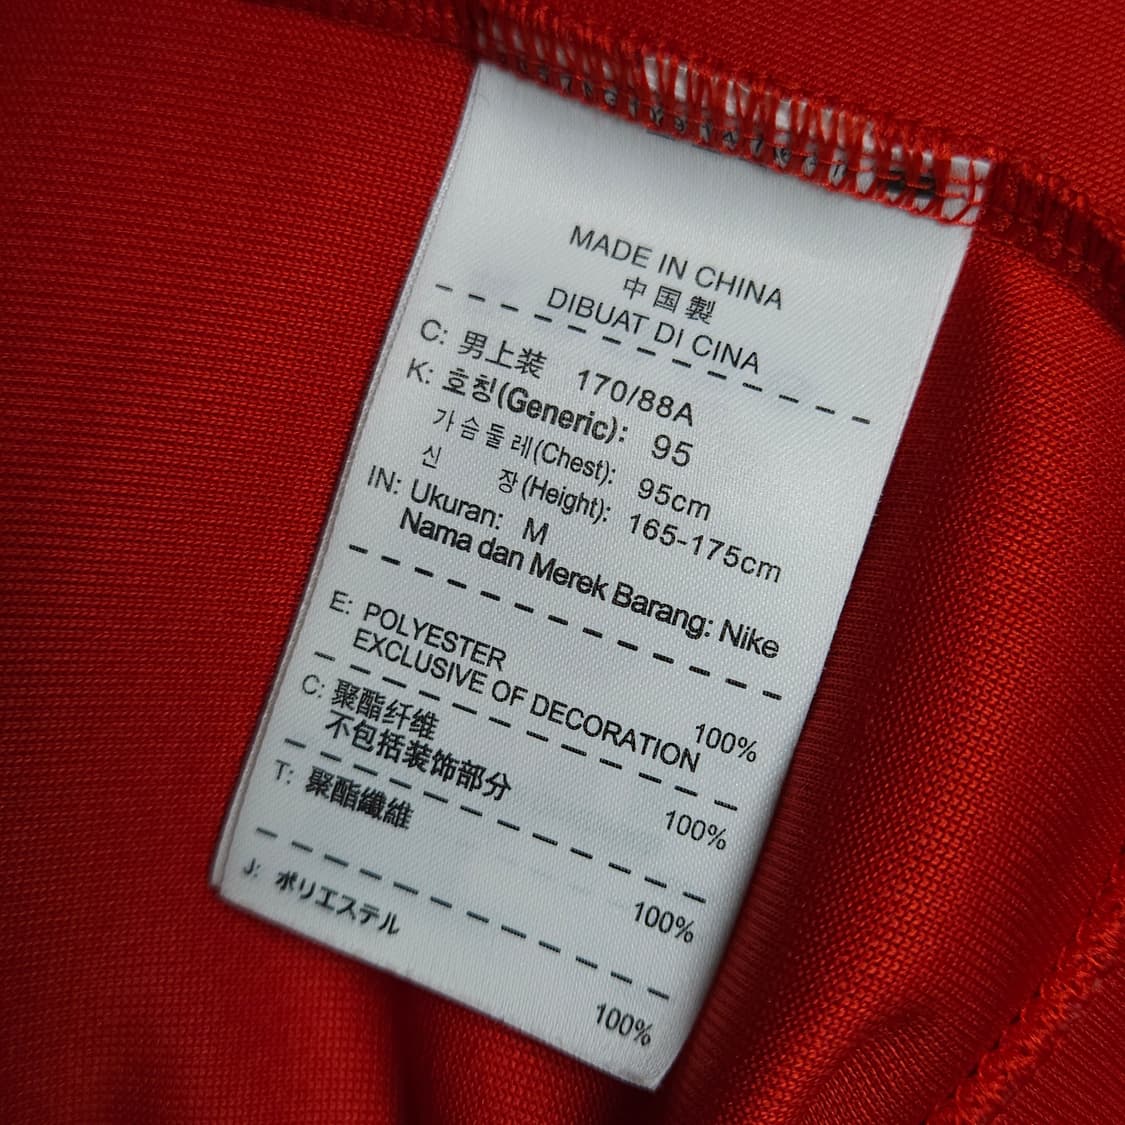 MADE IN CHINA
中国製
DIBUAT DI CINA
C: 男上装 170/88A
K: 호칭(Generic): 95
가슴둘레(Chest): 95cm
신 장(Height): 165-175cm
IN: Ukuran: M
Nama dan Merek Barang: Nike
E: POLYESTER 100%
EXCLUSIVE OF DECORATION
C: 聚酯纤维 100%
不包括装饰部分
T: 聚酯纖維 100%
J: ポリエステル 100%